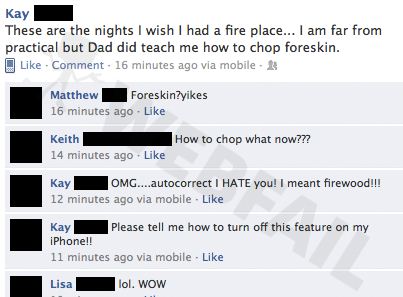 Kay
These are the nights I wish I had a fire place... I am far from
practical but Dad did teach me how to chop foreskin.
Like · Comment · 16 minutes ago via mobile ·
Matthew Foreskin?yikes
16 minutes ago · Like
Keith How to chop what now???
14 minutes ago · Like
Kay OMG....autocorrect I HATE you! I meant firewood!!!
12 minutes ago via mobile · Like
Kay Please tell me how to turn off this feature on my
iPhone!!
11 minutes ago via mobile · Like
Lisa lol. WOW
WEBFAIL